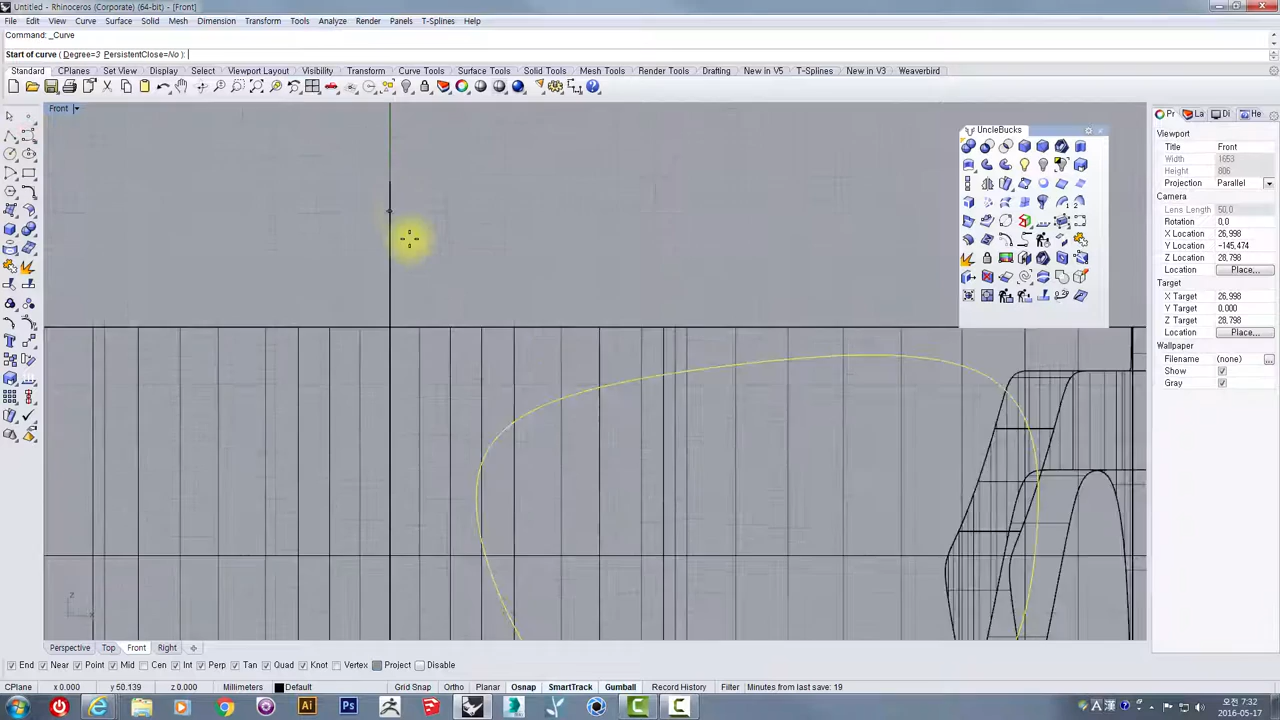 Untitled - Rhinoceros (Corporate) (64-bit) - [Front]
File Edit View Curve Surface Solid Mesh Dimension Transform Tools Analyze Render Panels T-Splines Help
Command: _Curve
Start of curve ( Degree=3 PersistentClose=No ):
Standard CPlanes Set View Display Select Viewport Layout Visibility Transform Curve Tools Surface Tools Solid Tools Mesh Tools Render Tools Drafting New in V5 T-Splines New in V3 Weaverbird
Front
UncleBucks
Pr La Di He
Viewport
Title Front
Width 1653
Height 806
Projection Parallel
Camera
Lens Length 50,0
Rotation 0,0
X Location 26,998
Y Location -145,474
Z Location 28,798
Location Place...
Target
X Target 26,998
Y Target 0,000
Z Target 28,798
Location Place...
Wallpaper
Filename (none)
Show
Gray
z
x
Perspective Top Front Right
End Near Point Mid Cen Int Perp Tan Quad Knot Vertex Project Disable
CPlane x 0.000 y 50.139 z 0.000 Millimeters Default Grid Snap Ortho Planar Osnap SmartTrack Gumball Record History Filter Minutes from last save: 19
Ai Ps A 漢 오전 7:32
2016-05-17